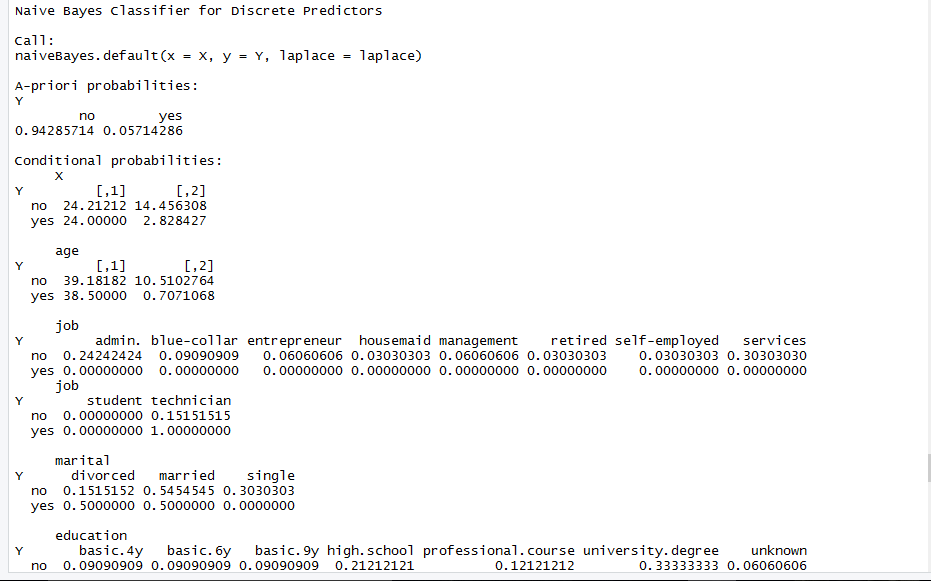 Naive Bayes Classifier for Discrete Predictors
Call:
naiveBayes.default(x = X, y = Y, laplace = laplace)
A-priori probabilities:
Y
no yes
0.94285714 0.05714286
Conditional probabilities:
X
Y [,1] [,2]
no 24.21212 14.456308
yes 24.00000 2.828427
age
Y [,1] [,2]
no 39.18182 10.5102764
yes 38.50000 0.7071068
job
Y admin. blue-collar entrepreneur housemaid management retired self-employed services
no 0.24242424 0.09090909 0.06060606 0.03030303 0.06060606 0.03030303 0.03030303 0.30303030
yes 0.00000000 0.00000000 0.00000000 0.00000000 0.00000000 0.00000000 0.00000000 0.00000000
job
Y student technician
no 0.00000000 0.15151515
yes 0.00000000 1.00000000
marital
Y divorced married single
no 0.1515152 0.5454545 0.3030303
yes 0.5000000 0.5000000 0.0000000
education
Y basic.4y basic.6y basic.9y high.school professional.course university.degree unknown
no 0.09090909 0.09090909 0.09090909 0.21212121 0.12121212 0.33333333 0.06060606